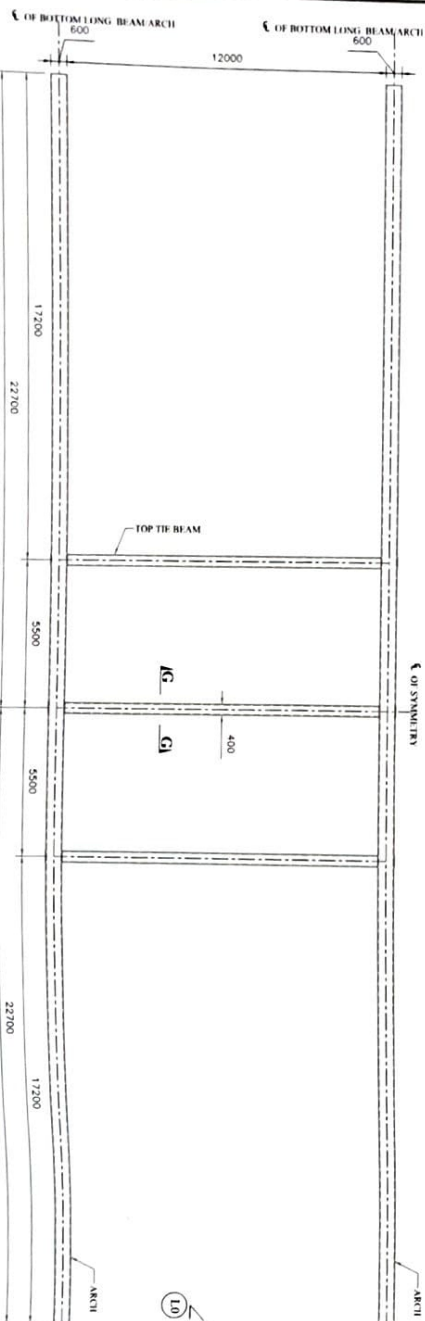 ℄ OF BOTTOM LONG BEAM/ARCH
600
12000
℄ OF BOTTOM LONG BEAM/ARCH
600
17200
22700
TOP TIE BEAM
5500
G
G
400
℄ OF SYMMETRY
5500
22700
17200
ARCH
ARCH
L0